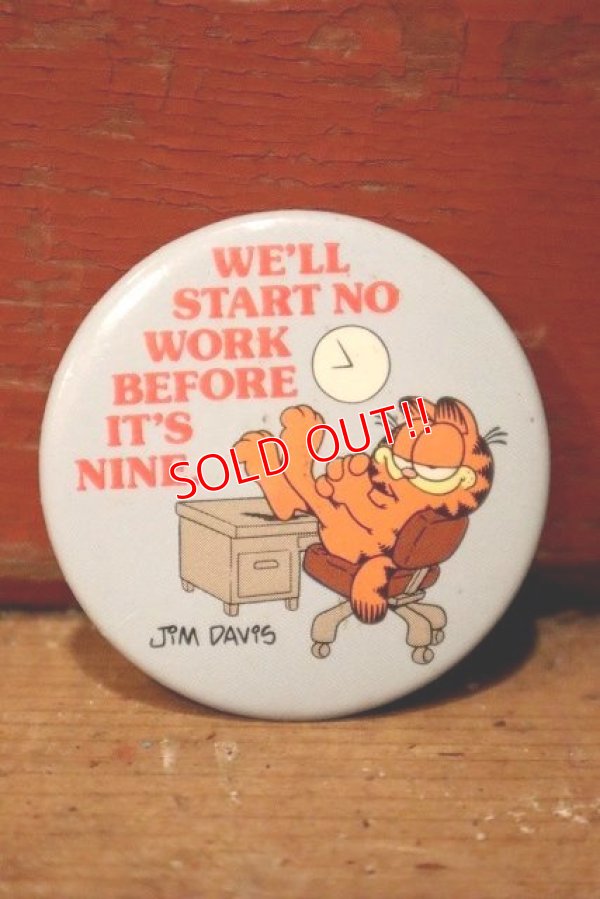 WE'LL
START NO
WORK
BEFORE
IT'S
NINE
SOLD OUT!!
JIM DAVIS